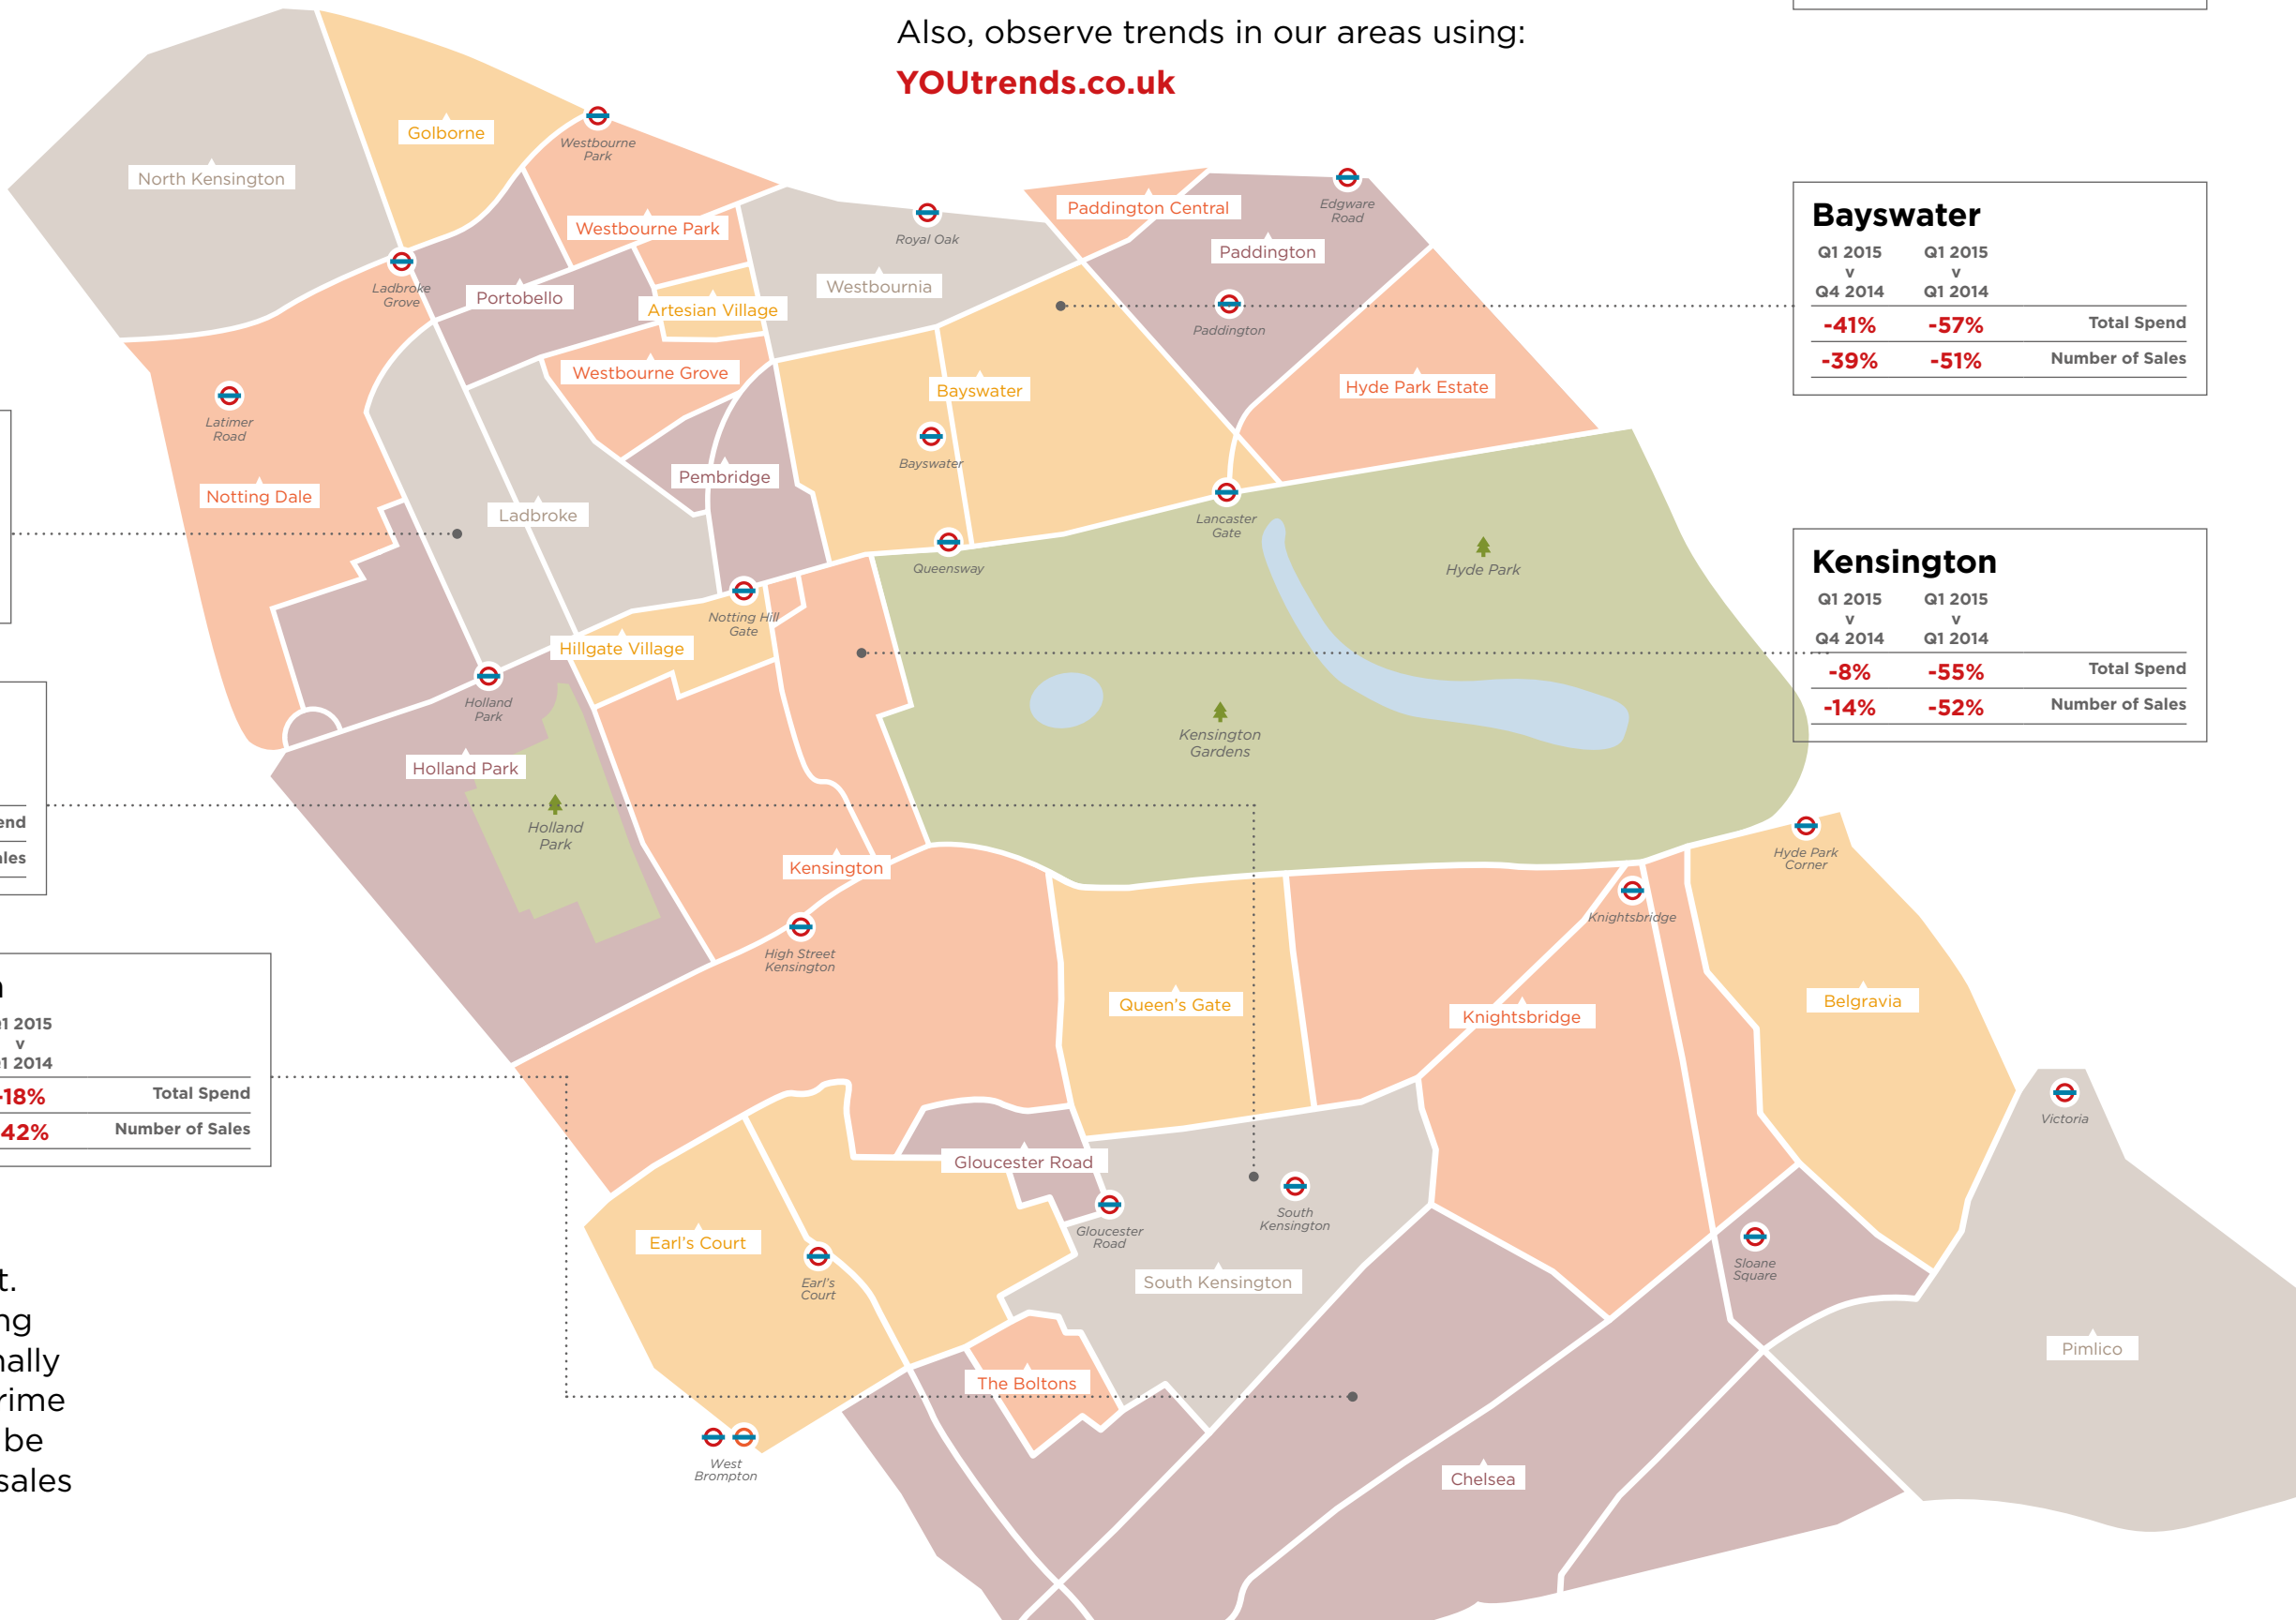 Also, observe trends in our areas using:
YOUtrends.co.uk
Golborne
Westbourne
Park
North Kensington
Westbourne Park
Royal Oak
Paddington Central
Edgware
Road
Paddington
Ladbroke
Grove
Portobello
Artesian Village
Westbournia
Paddington
Westbourne Grove
Bayswater
Hyde Park Estate
Latimer
Road
Bayswater
Pembridge
Notting Dale
Ladbroke
Lancaster
Gate
Queensway
Hyde Park
Notting Hill
Gate
Hillgate Village
Holland
Park
Kensington
Gardens
Holland Park
Holland
Park
Kensington
High Street
Kensington
Hyde Park
Corner
Knightsbridge
Queen's Gate
Knightsbridge
Belgravia
Victoria
Gloucester Road
Gloucester
Road
South
Kensington
Earl's Court
Earl's
Court
South Kensington
Sloane
Square
Pimlico
The Boltons
West
Brompton
Chelsea
Bayswater
Q1 2015 Q1 2015
v v
Q4 2014 Q1 2014
-41% -57% Total Spend
-39% -51% Number of Sales
Kensington
Q1 2015 Q1 2015
v v
Q4 2014 Q1 2014
-8% -55% Total Spend
-14% -52% Number of Sales
1 2015
v
1 2014
-18% Total Spend
42% Number of Sales
t.
ng
nally
rime
be
sales